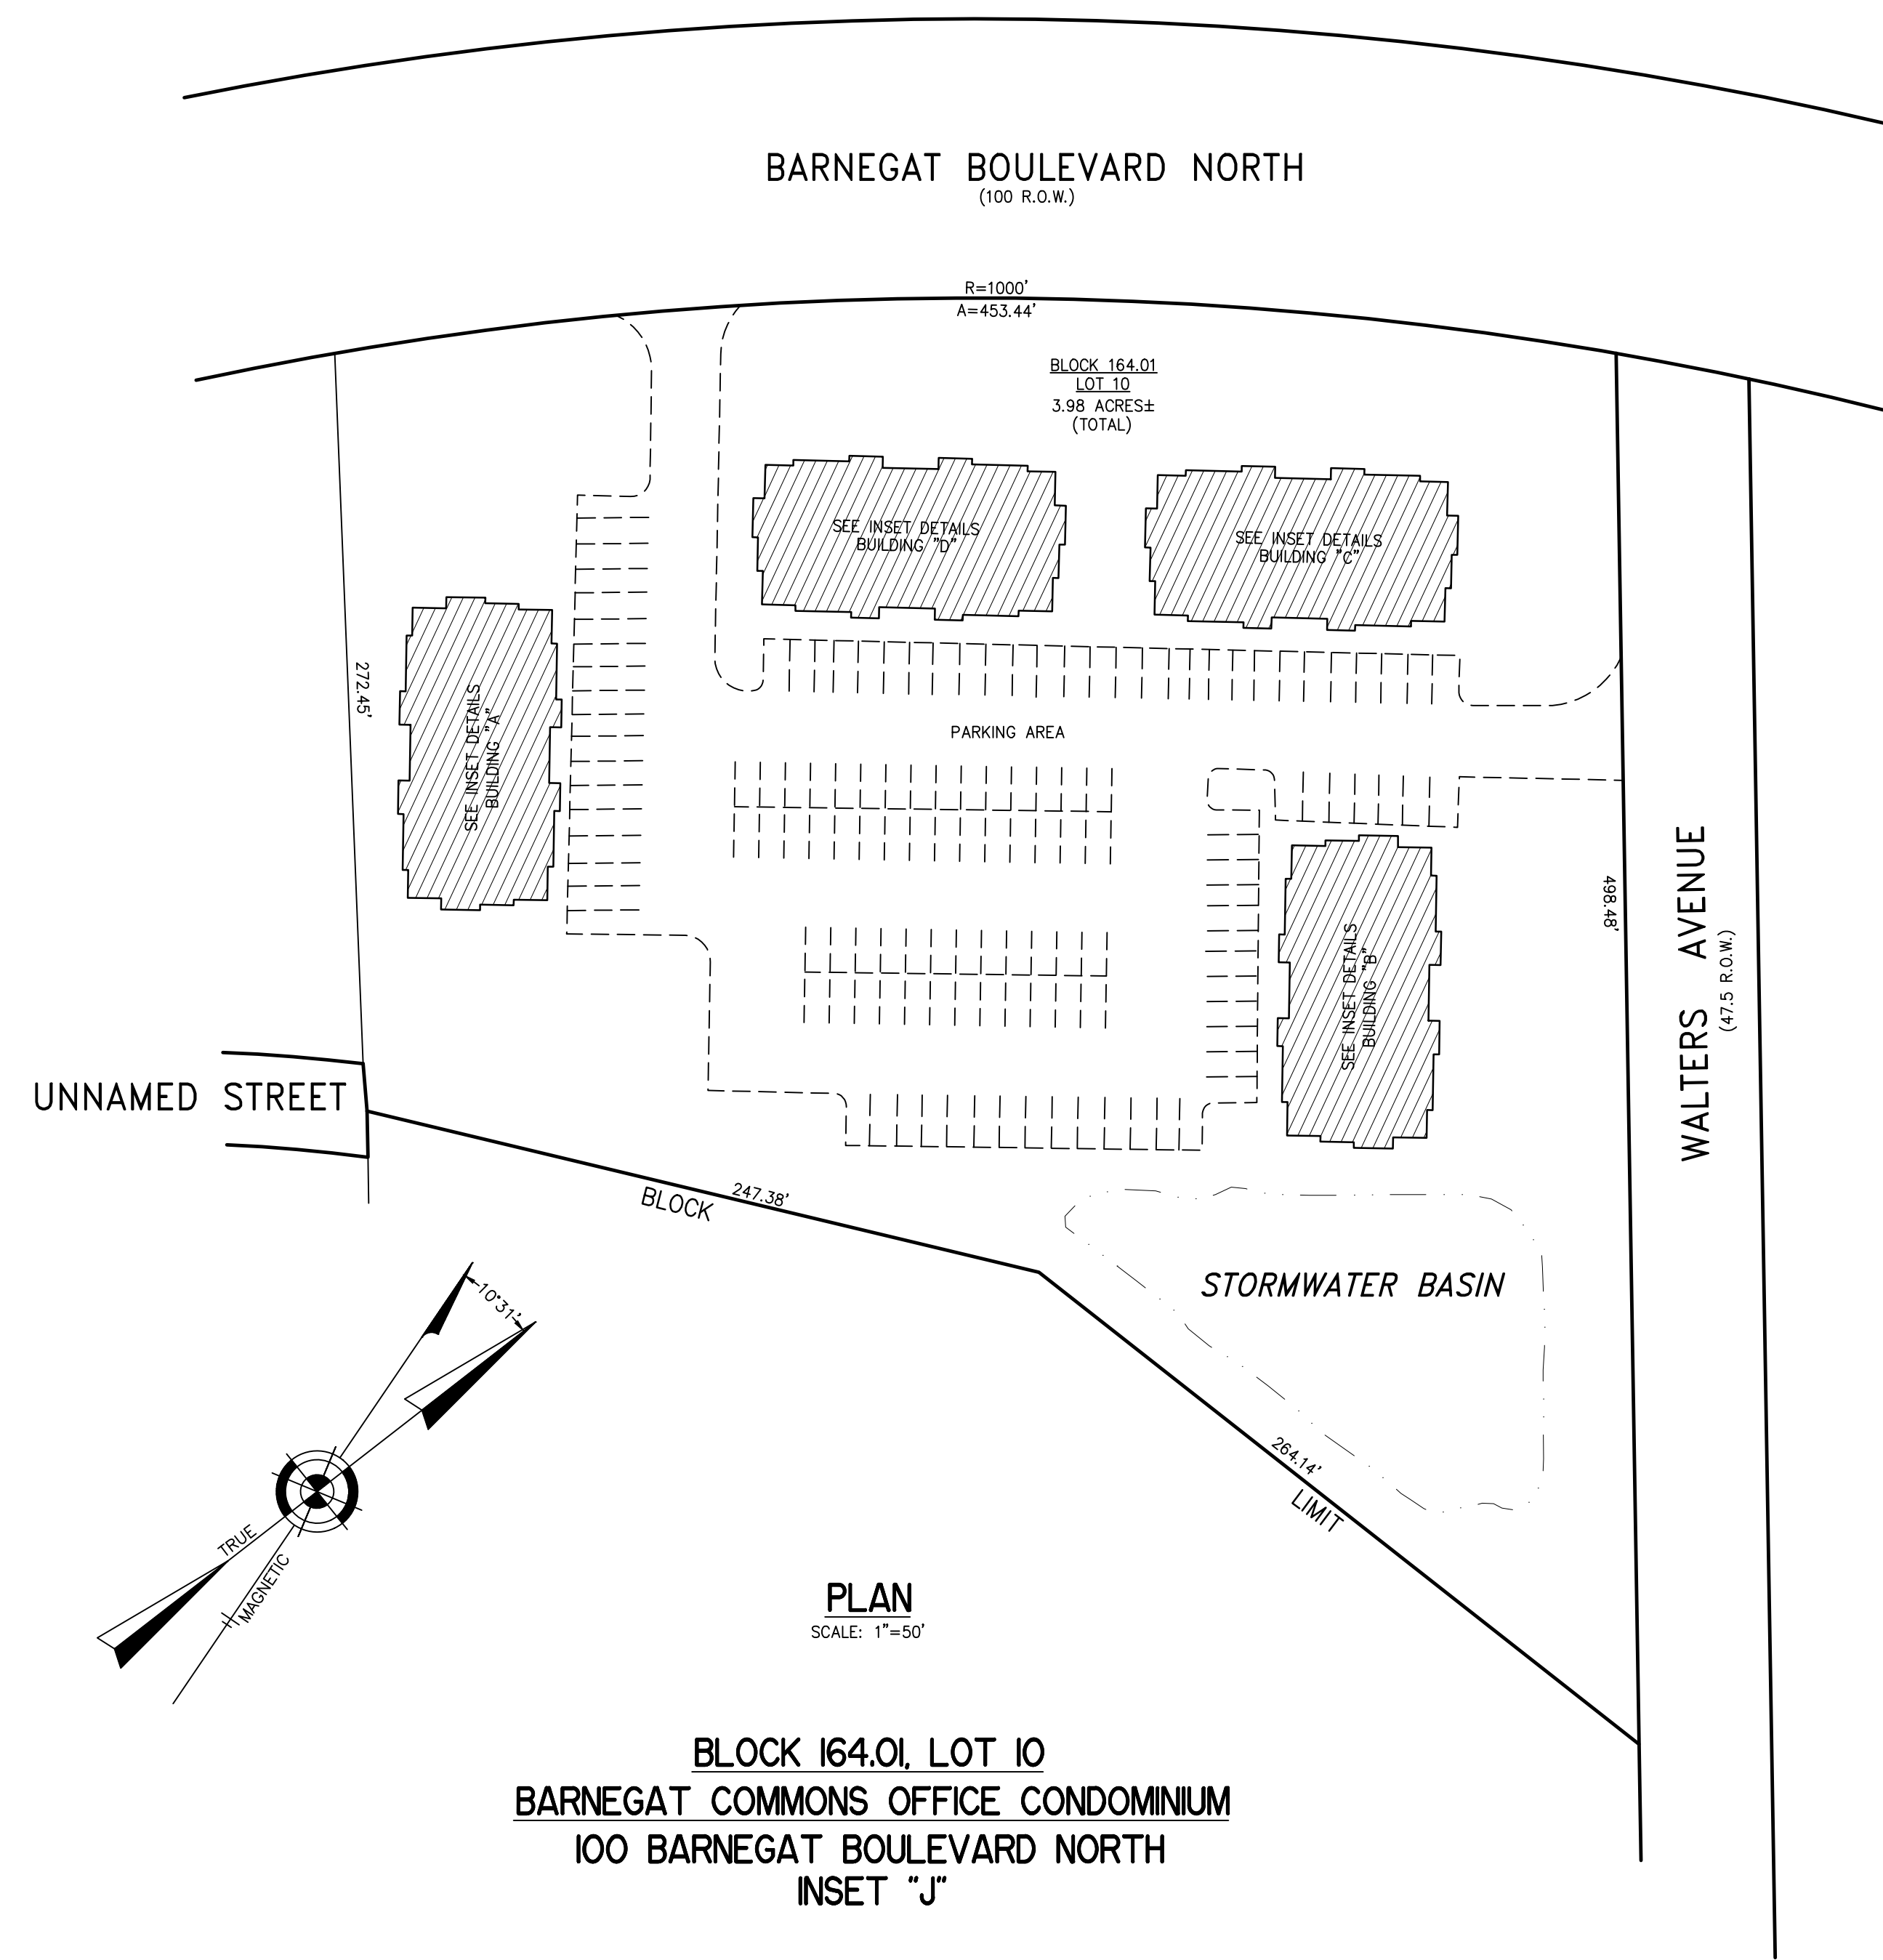 BARNEGAT BOULEVARD NORTH
(100 R.O.W.)
R=1000'
A=453.44'
BLOCK 164.01
LOT 10
3.98 ACRES±
(TOTAL)
SEE INSET DETAILS
BUILDING "D"
SEE INSET DETAILS
BUILDING "C"
272.45'
SEE INSET DETAILS
BUILDING "A"
PARKING AREA
498.48'
WALTERS AVENUE
(47.5 R.O.W.)
SEE INSET DETAILS
BUILDING "B"
UNNAMED STREET
247.38'
BLOCK
STORMWATER BASIN
10°31'
264.14'
LIMIT
TRUE
MAGNETIC
PLAN
SCALE: 1"=50'
BLOCK 164.01, LOT 10
BARNEGAT COMMONS OFFICE CONDOMINIUM
100 BARNEGAT BOULEVARD NORTH
INSET "J"